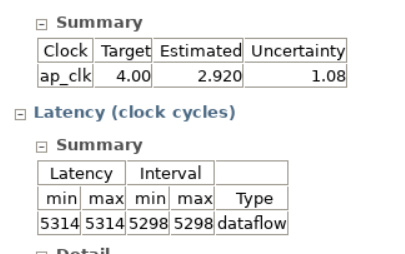 Summary
Clock Target Estimated Uncertainty
ap_clk 4.00 2.920 1.08
Latency (clock cycles)
Summary
Latency Interval
min max min max Type
5314 5314 5298 5298 dataflow
Detail